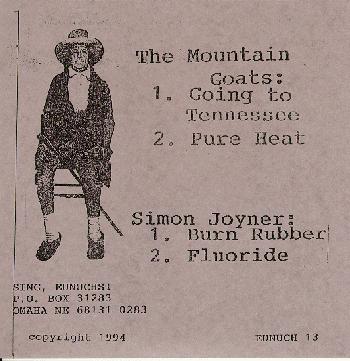 The Mountain
Goats:
1. Going to
Tennessee
2. Pure Heat
Simon Joyner:
1. Burn Rubber
2. Fluoride
SING, EUNUCHS!
P.O. BOX 31283
OMAHA NE 68131 0283
copyright 1994
EUNUCH 13